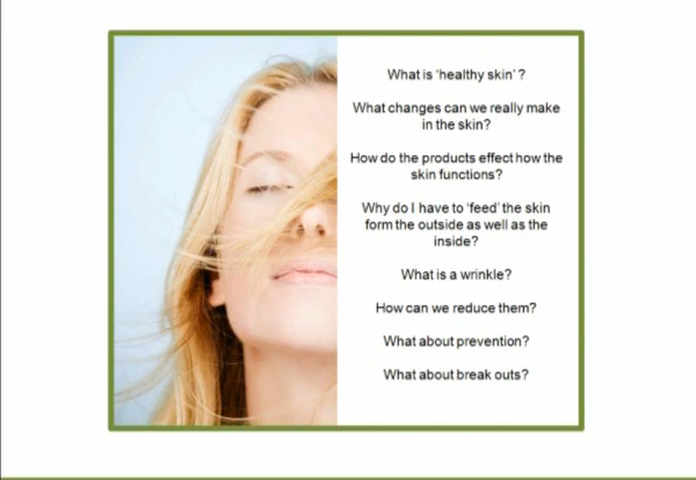 What is 'healthy skin' ?
What changes can we really make
in the skin?
How do the products effect how the
skin functions?
Why do I have to 'feed' the skin
form the outside as well as the
inside?
What is a wrinkle?
How can we reduce them?
What about prevention?
What about break outs?